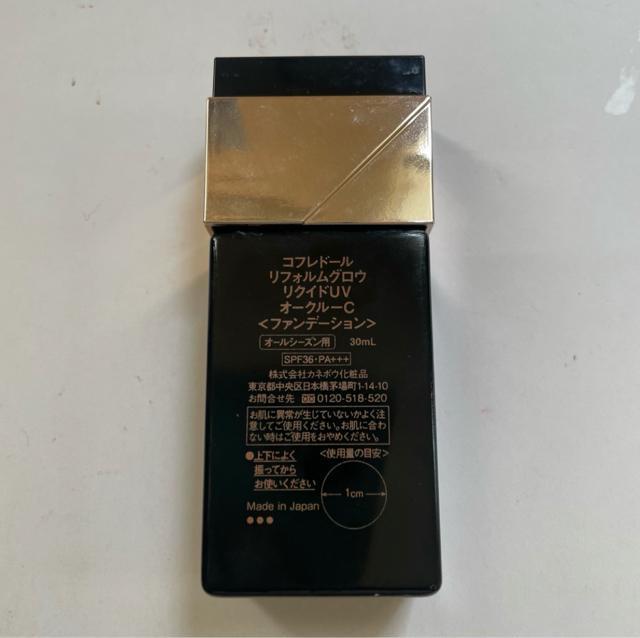 コフレドール
リフォルムグロウ
リクイドUV
オークルーC
<ファンデーション>
オールシーズン用 30mL
SPF36・PA+++
株式会社カネボウ化粧品
東京都中央区日本橋茅場町1-14-10
お問合せ先 0120-518-520
お肌に異常が生じていないかよく注
意してご使用ください。お肌に合わ
ない時はご使用をおやめください。
●上下によく
振ってから
お使いください
<使用量の目安>
1cm
Made in Japan